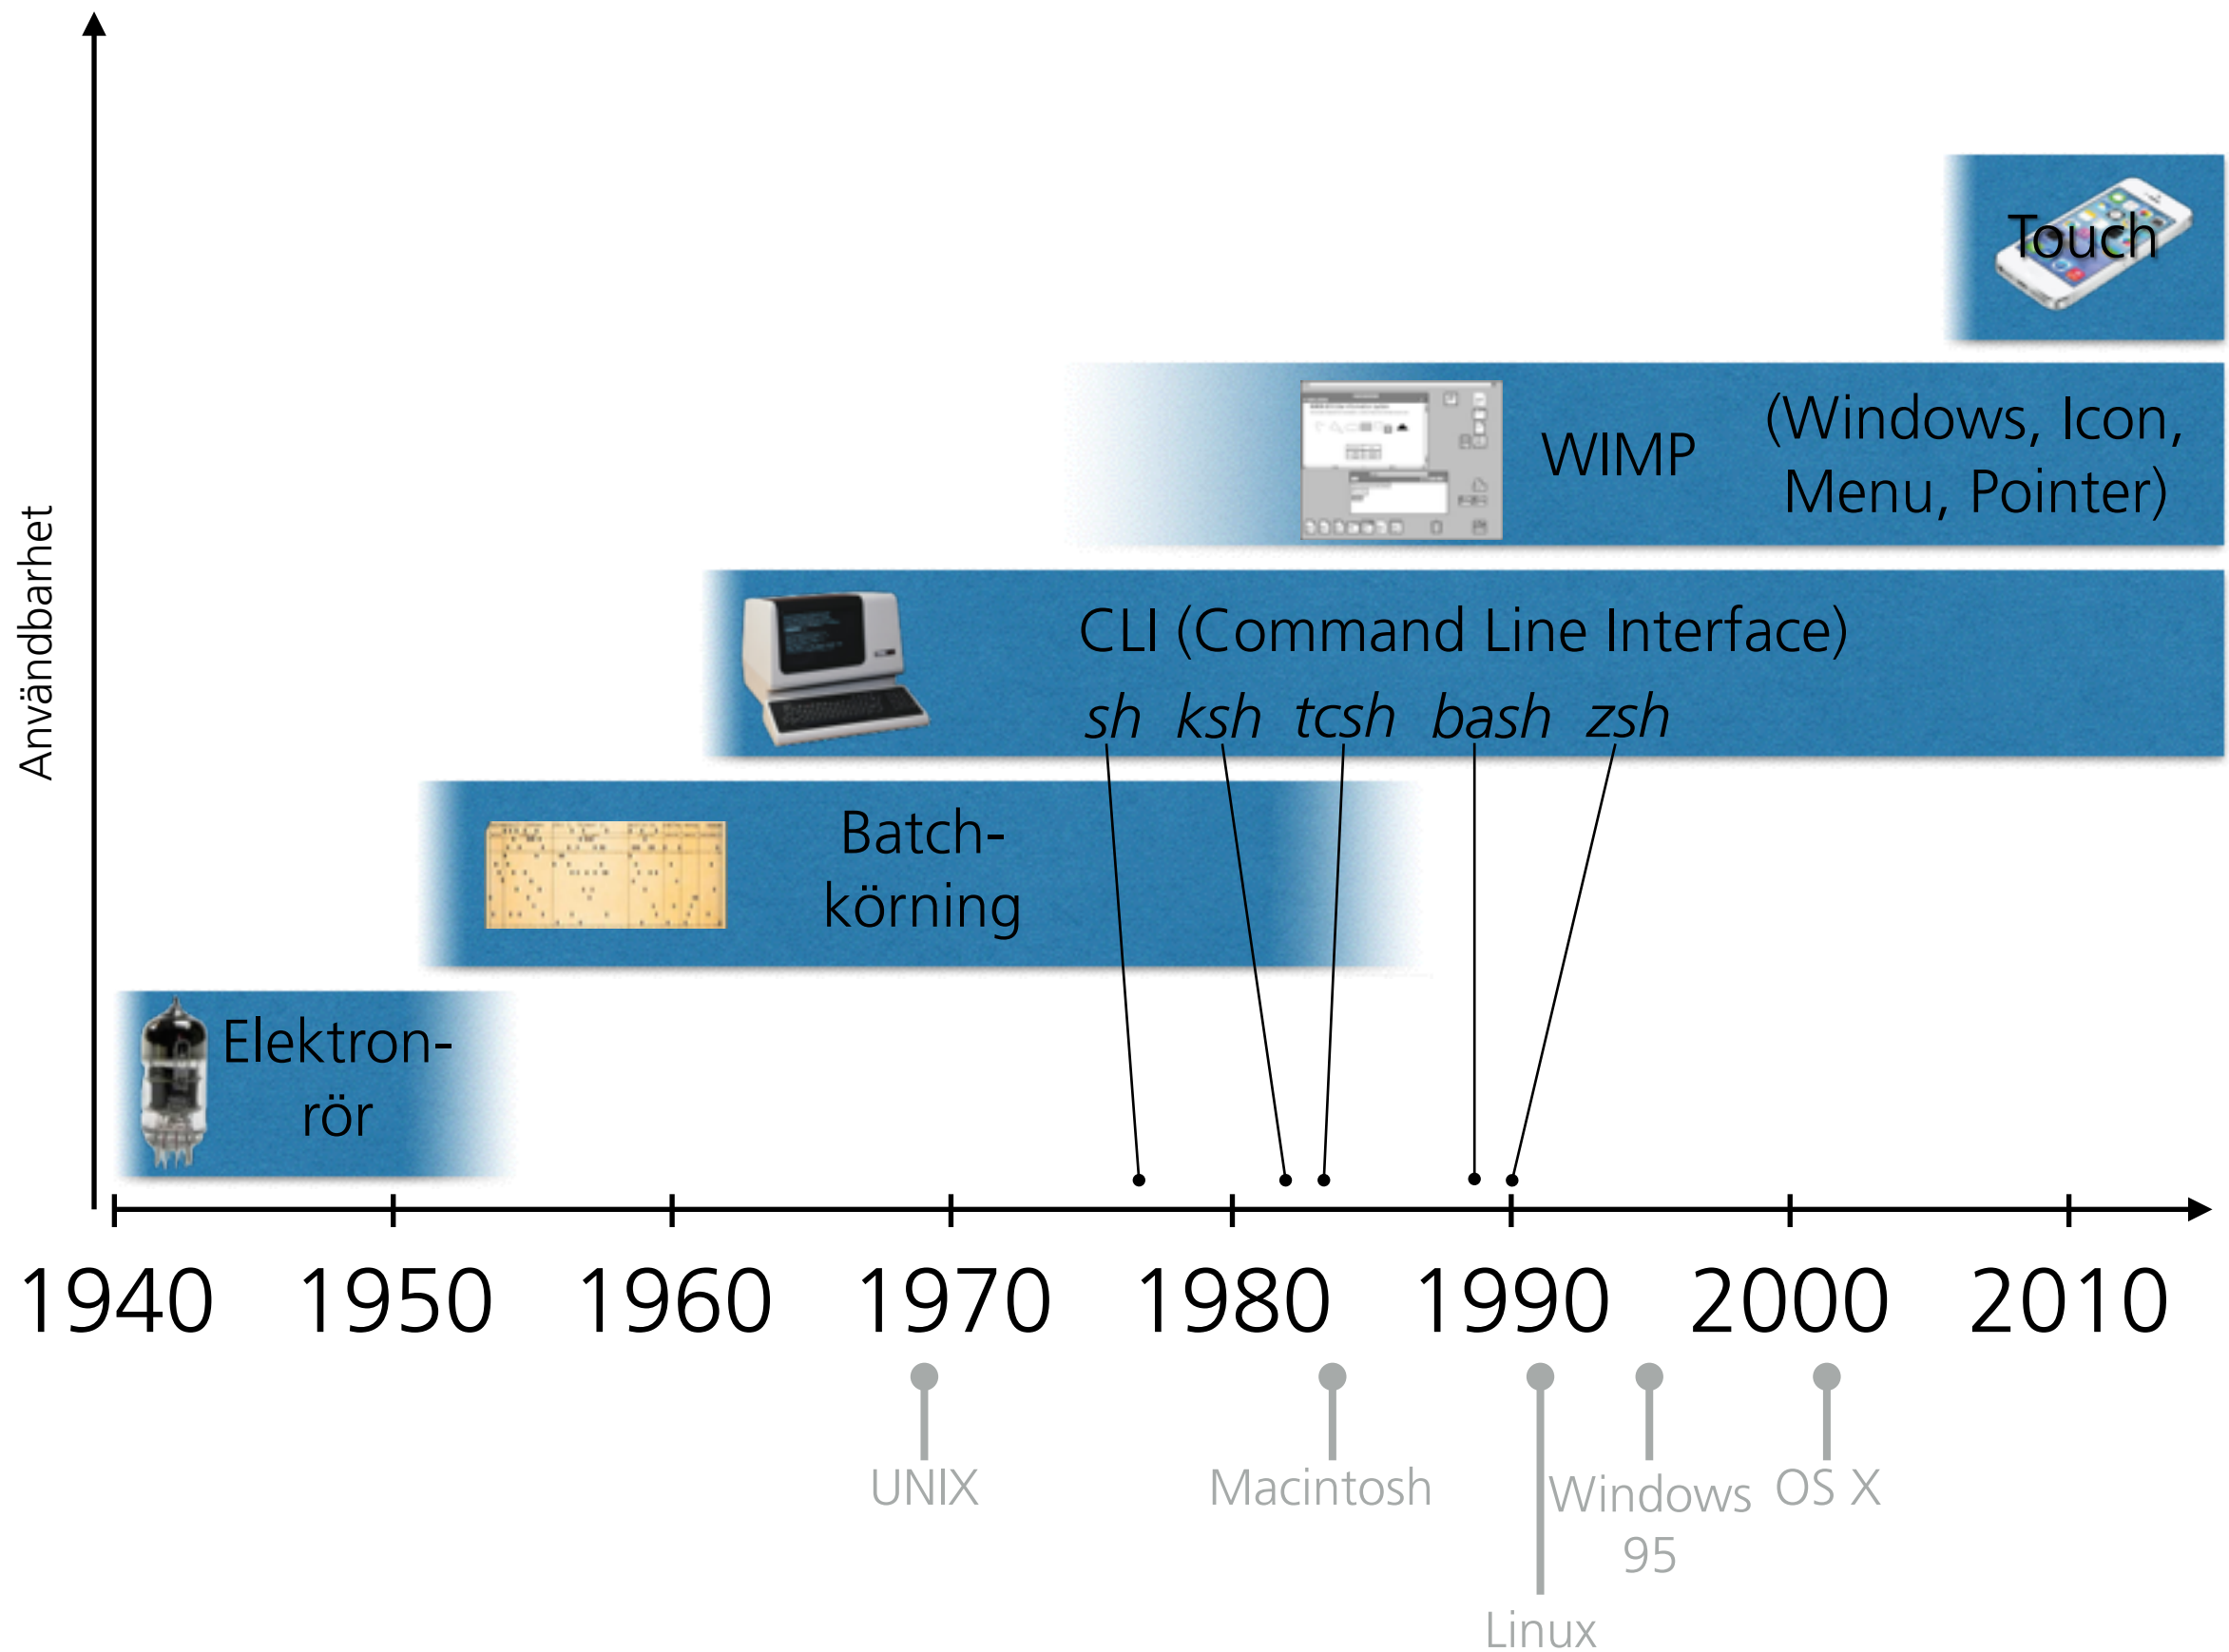 Användbarhet
Touch
WIMP
(Windows, Icon,
Menu, Pointer)
CLI (Command Line Interface)
sh ksh tcsh bash zsh
Batch-
körning
Elektron-
rör
1940 1950 1960 1970 1980 1990 2000 2010
UNIX
Macintosh
Windows
95
OS X
Linux